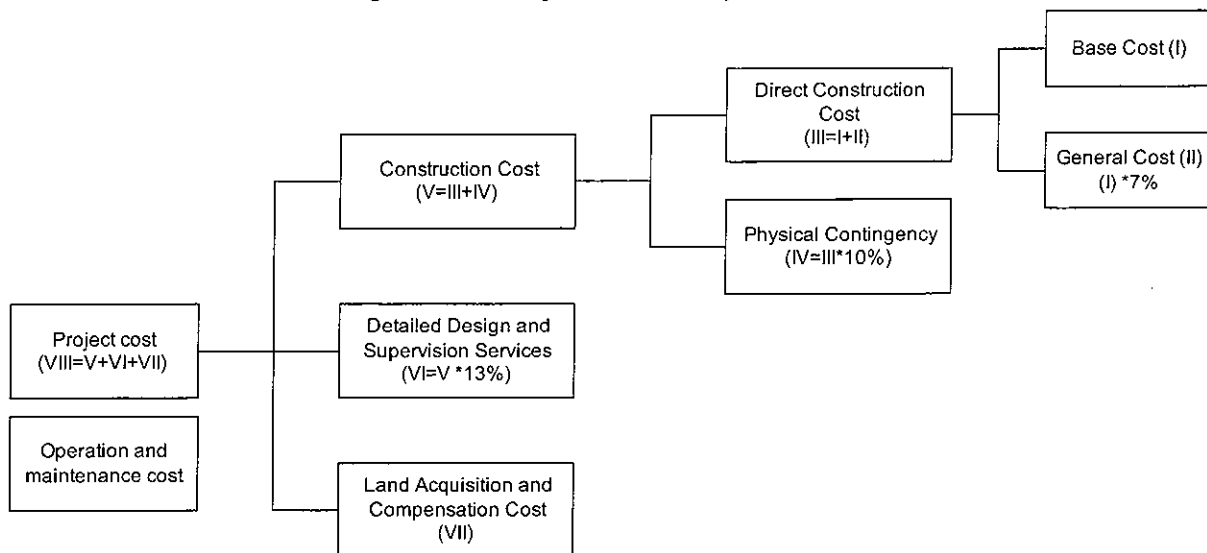 Base Cost (I)
Direct Construction
Cost
(III=I+II)
General Cost (II)
(I) *7%
Construction Cost
(V=III+IV)
Physical Contingency
(IV=III*10%)
Project cost
(VIII=V+VI+VII)
Detailed Design and
Supervision Services
(VI=V *13%)
Operation and
maintenance cost
Land Acquisition and
Compensation Cost
(VII)